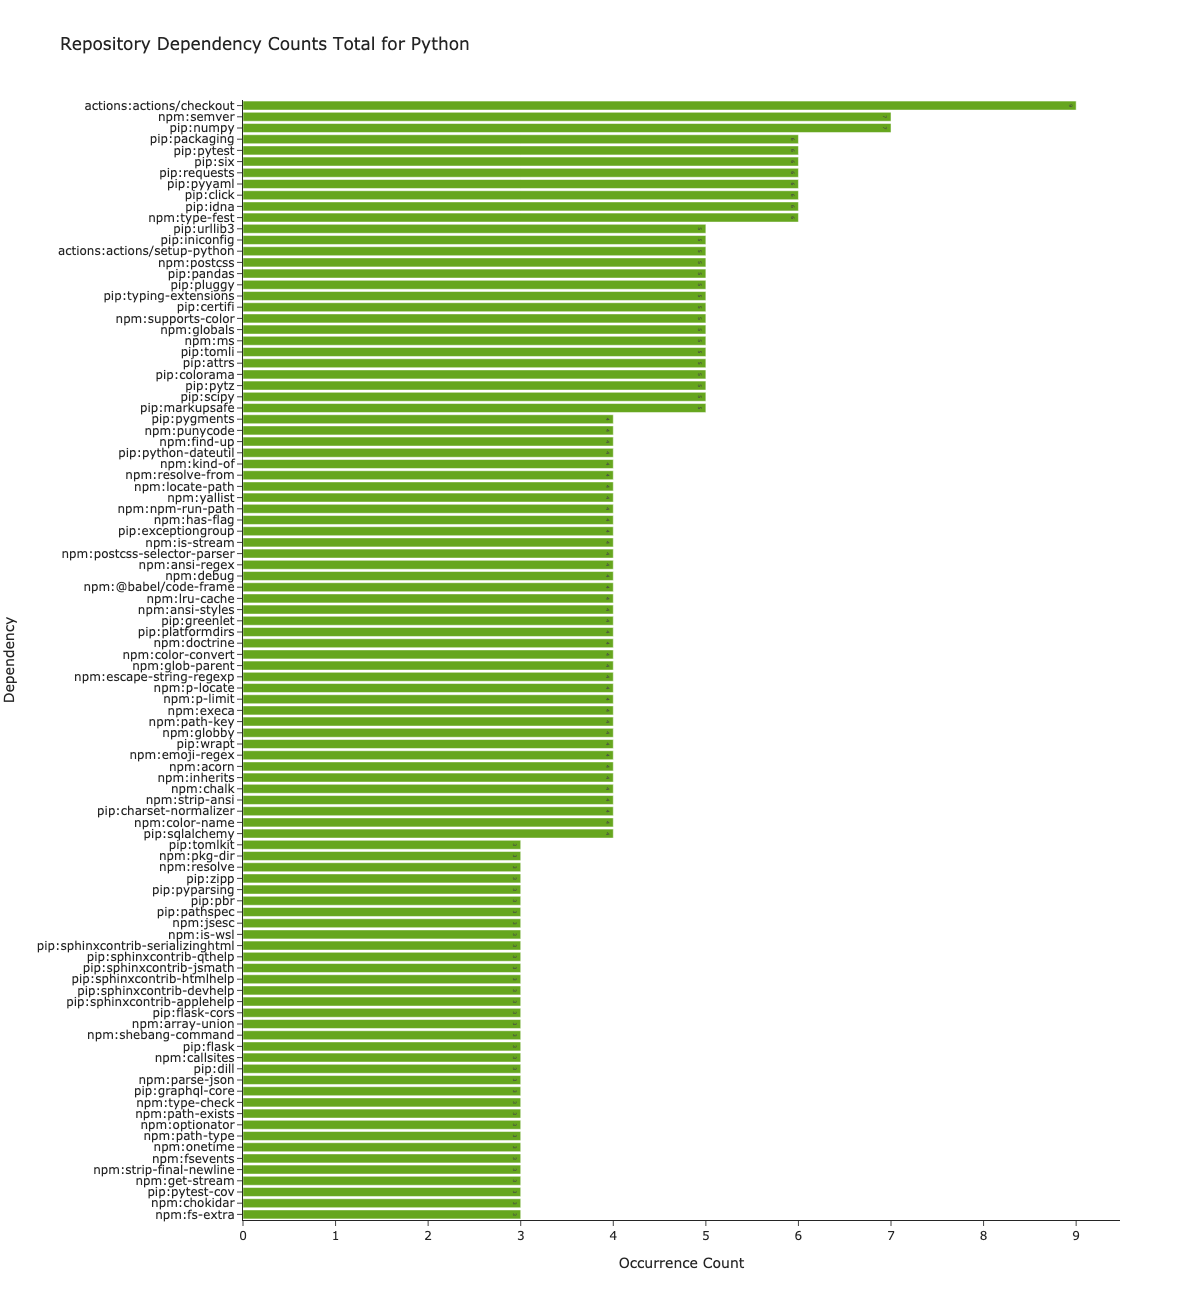 Repository Dependency Counts Total for Python
actions:actions/checkout
npm:semver
pip:numpy
pip:packaging
pip:pytest
pip:six
pip:requests
pip:pyyaml
pip:click
pip:idna
npm:type-fest
pip:urllib3
pip:iniconfig
actions:actions/setup-python
npm:postcss
pip:pandas
pip:pluggy
pip:typing-extensions
pip:certifi
npm:supports-color
npm:globals
npm:ms
pip:tomli
pip:attrs
pip:colorama
pip:pytz
pip:scipy
pip:markupsafe
pip:pygments
npm:punycode
npm:find-up
pip:python-dateutil
npm:kind-of
npm:resolve-from
npm:locate-path
npm:yallist
npm:npm-run-path
npm:has-flag
pip:exceptiongroup
npm:is-stream
npm:postcss-selector-parser
npm:ansi-regex
npm:debug
npm:@babel/code-frame
npm:lru-cache
npm:ansi-styles
pip:greenlet
pip:platformdirs
npm:doctrine
npm:color-convert
npm:glob-parent
npm:escape-string-regexp
npm:p-locate
npm:p-limit
npm:execa
npm:path-key
npm:globby
pip:wrapt
npm:emoji-regex
npm:acorn
npm:inherits
npm:chalk
npm:strip-ansi
pip:charset-normalizer
npm:color-name
pip:sqlalchemy
pip:tomlkit
npm:pkg-dir
npm:resolve
pip:zipp
pip:pyparsing
pip:pbr
pip:pathspec
npm:jsesc
npm:is-wsl
pip:sphinxcontrib-serializinghtml
pip:sphinxcontrib-qthelp
pip:sphinxcontrib-jsmath
pip:sphinxcontrib-htmlhelp
pip:sphinxcontrib-devhelp
pip:sphinxcontrib-applehelp
pip:flask-cors
npm:array-union
npm:shebang-command
pip:flask
npm:callsites
pip:dill
npm:parse-json
pip:graphql-core
npm:type-check
npm:path-exists
npm:optionator
npm:path-type
npm:onetime
npm:fsevents
npm:strip-final-newline
npm:get-stream
pip:pytest-cov
npm:chokidar
npm:fs-extra
Dependency
0 1 2 3 4 5 6 7 8 9
Occurrence Count